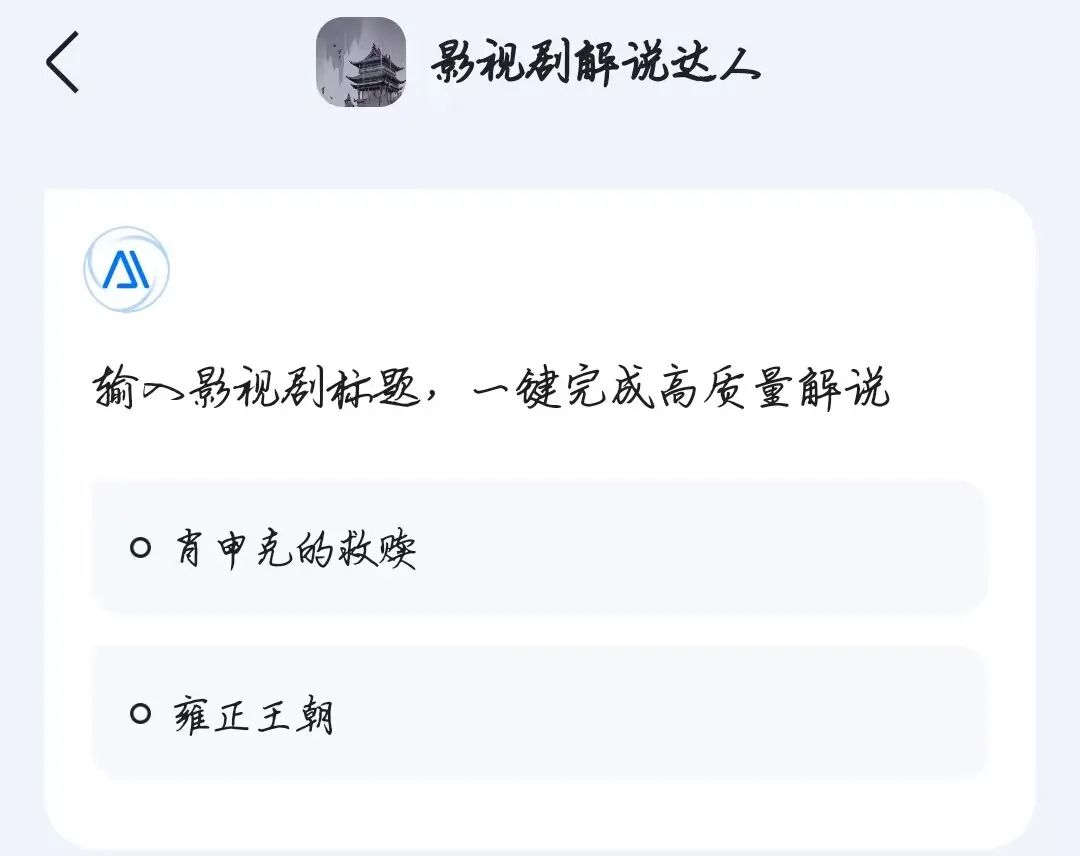 影视剧解说达人
输入影视剧标题，一键完成高质量解说
肖申克的救赎
雍正王朝